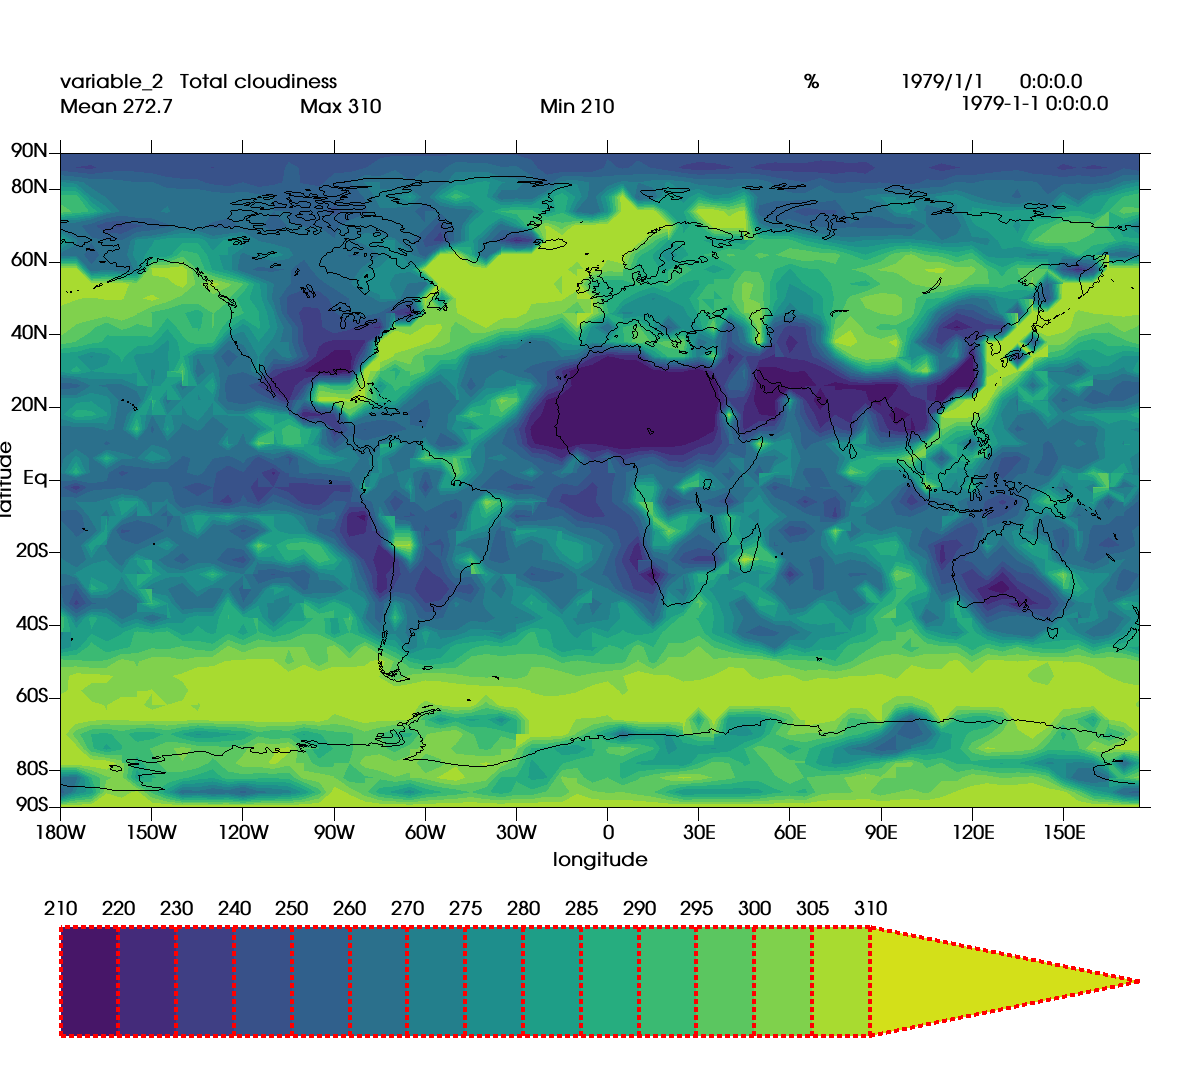 variable_2 Total cloudiness % 1979/1/1 0:0:0.0
Mean 272.7 Max 310 Min 210 1979-1-1 0:0:0.0
90N
80N
60N
40N
20N
Eq
20S
40S
60S
80S
90S
latitude
180W 150W 120W 90W 60W 30W 0 30E 60E 90E 120E 150E
longitude
210 220 230 240 250 260 270 275 280 285 290 295 300 305 310